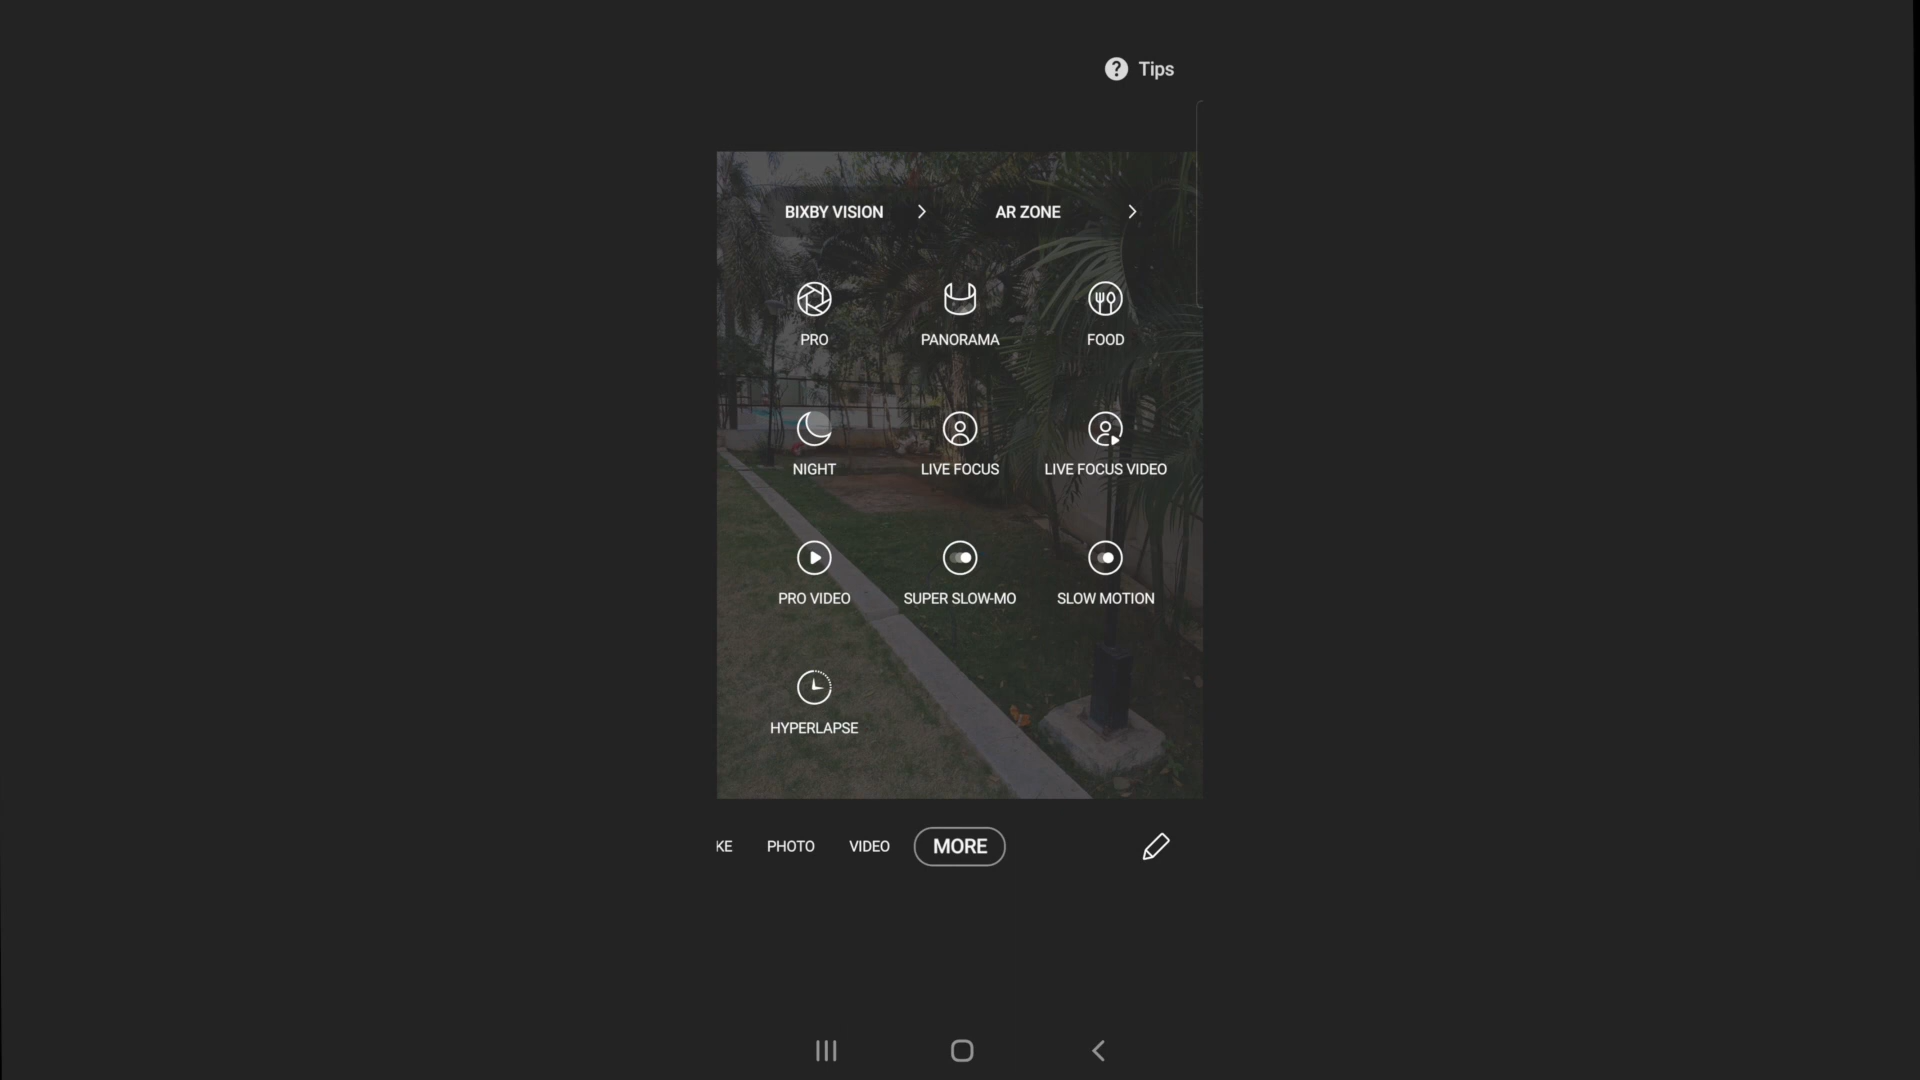 Tips
BIXBY VISION
AR ZONE
PRO
PANORAMA
FOOD
NIGHT
LIVE FOCUS
LIVE FOCUS VIDEO
PRO VIDEO
SUPER SLOW-MO
SLOW MOTION
HYPERLAPSE
KE PHOTO VIDEO MORE